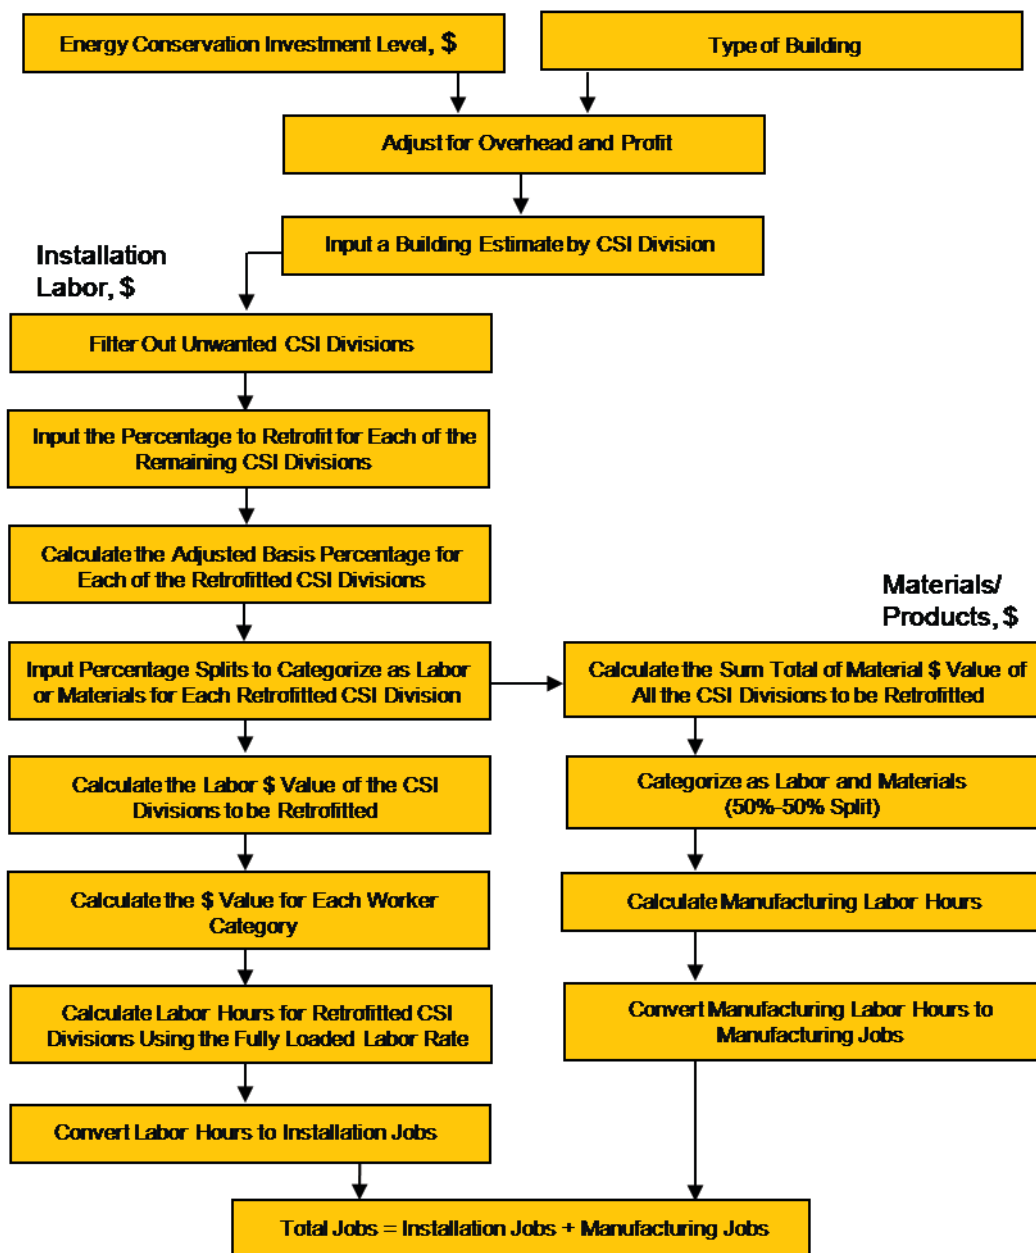 Energy Conservation Investment Level, $
Type of Building
Adjust for Overhead and Profit
Input a Building Estimate by CSI Division
Installation
Labor, $
Filter Out Unwanted CSI Divisions
Input the Percentage to Retrofit for Each of the
Remaining CSI Divisions
Calculate the Adjusted Basis Percentage for
Each of the Retrofitted CSI Divisions
Materials/
Products, $
Input Percentage Splits to Categorize as Labor
or Materials for Each Retrofitted CSI Division
Calculate the Sum Total of Material $ Value of
All the CSI Divisions to be Retrofitted
Calculate the Labor $ Value of the CSI
Divisions to be Retrofitted
Categorize as Labor and Materials
(50%-50% Split)
Calculate the $ Value for Each Worker
Category
Calculate Manufacturing Labor Hours
Calculate Labor Hours for Retrofitted CSI
Divisions Using the Fully Loaded Labor Rate
Convert Manufacturing Labor Hours to
Manufacturing Jobs
Convert Labor Hours to Installation Jobs
Total Jobs = Installation Jobs + Manufacturing Jobs